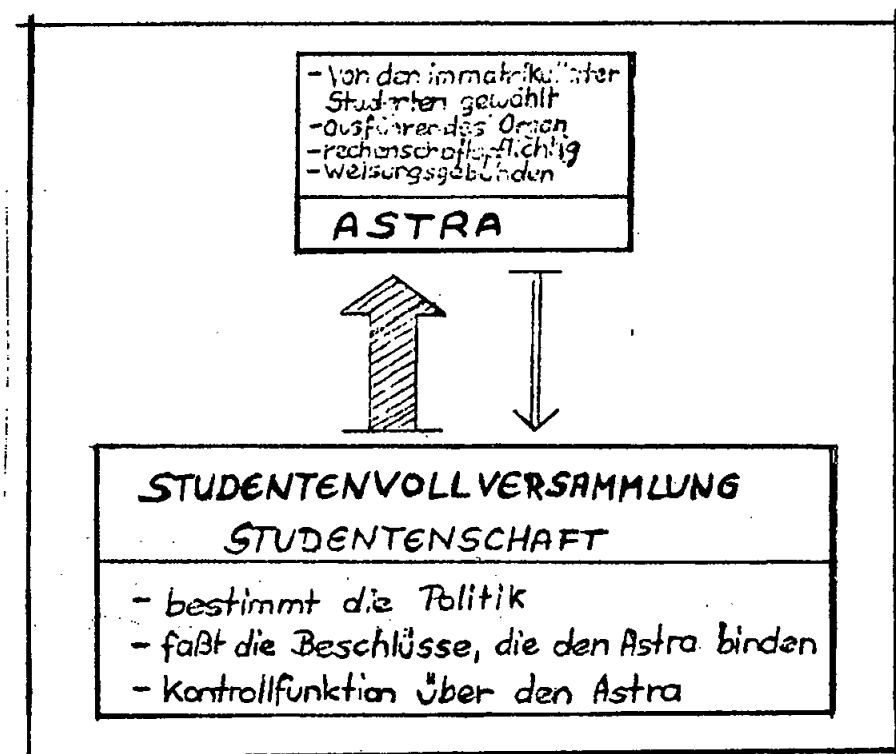 - Von den immatrikulierten
Studenten gewählt
- ausführendes Organ
- rechenschaftspflichtig
- weisungsgebunden
ASTRA
STUDENTENVOLLVERSAMMLUNG
STUDENTENSCHAFT
- bestimmt die Politik
- faßt die Beschlüsse, die den Astra binden
- Kontrollfunktion über den Astra